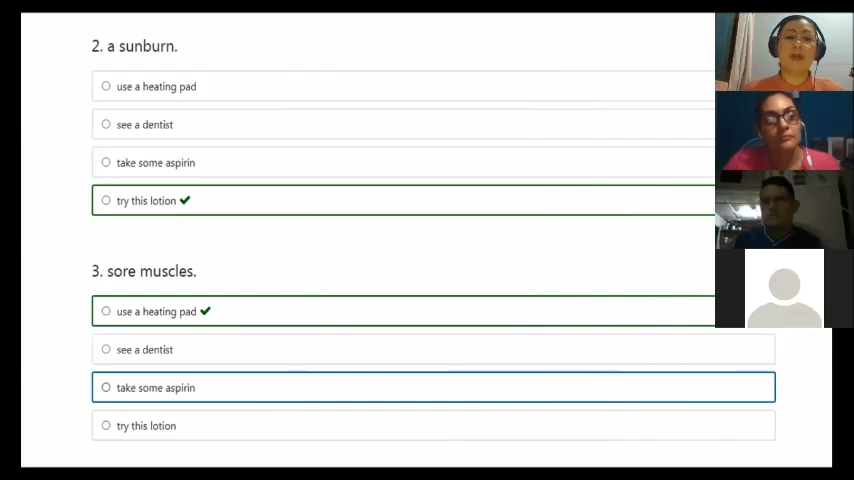 2. a sunburn.
use a heating pad
see a dentist
take some aspirin
try this lotion
3. sore muscles.
use a heating pad
see a dentist
take some aspirin
try this lotion